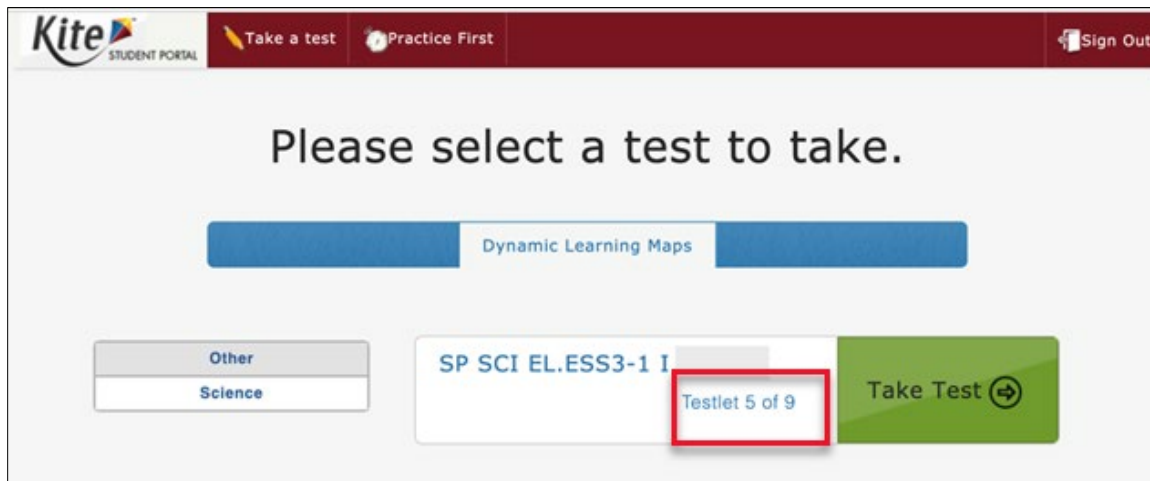 Kite STUDENT PORTAL Take a test Practice First Sign Out
Please select a test to take.
Dynamic Learning Maps
Other
Science
SP SCI EL.ESS3-1 I
Testlet 5 of 9
Take Test